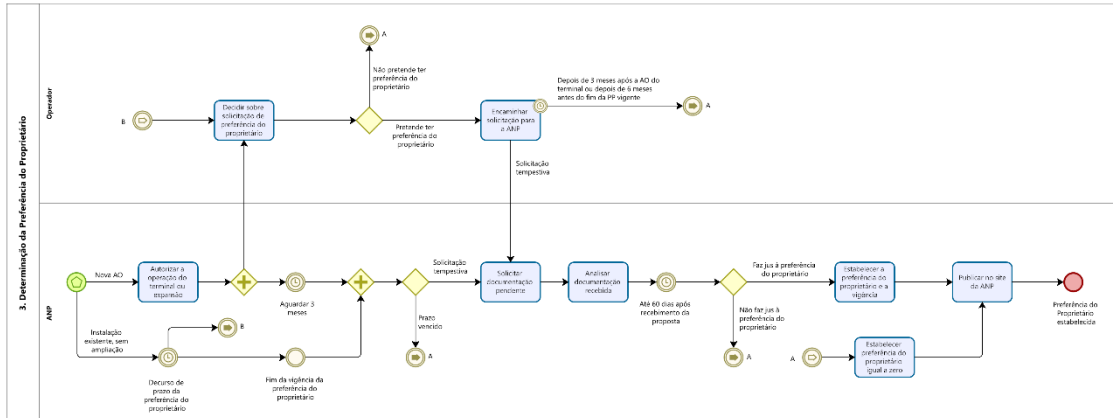 3. Determinação da Preferência do Proprietário
Operador
A
Não pretende ter
preferência do
proprietário
B
Decidir sobre
solicitação de
preferência do
proprietário
Pretende ter
preferência do
proprietário
Encaminhar
solicitação para
a ANP
Depois de 3 meses após a AO do
terminal ou depois de 6 meses
antes do fim da PP vigente
A
Solicitação
tempestiva
ANP
Nova AO
Autorizar a
operação do
terminal ou
expansão
Aguardar 3
meses
Solicitação
tempestiva
Prazo
vencido
A
Solicitar
documentação
pendente
Analisar
documentação
recebida
Até 60 dias após
recebimento da
proposta
Faz jus à preferência
do proprietário
Não faz jus à
preferência do
proprietário
A
Estabelecer a
preferência do
proprietário e a
vigência
Publicar no site
da ANP
Preferência do
Proprietário
estabelecida
Instalação
existente, sem
ampliação
B
Decurso de
prazo da
preferência do
proprietário
Fim da vigência da
preferência do
proprietário
A
Estabelecer
preferência do
proprietário
igual a zero